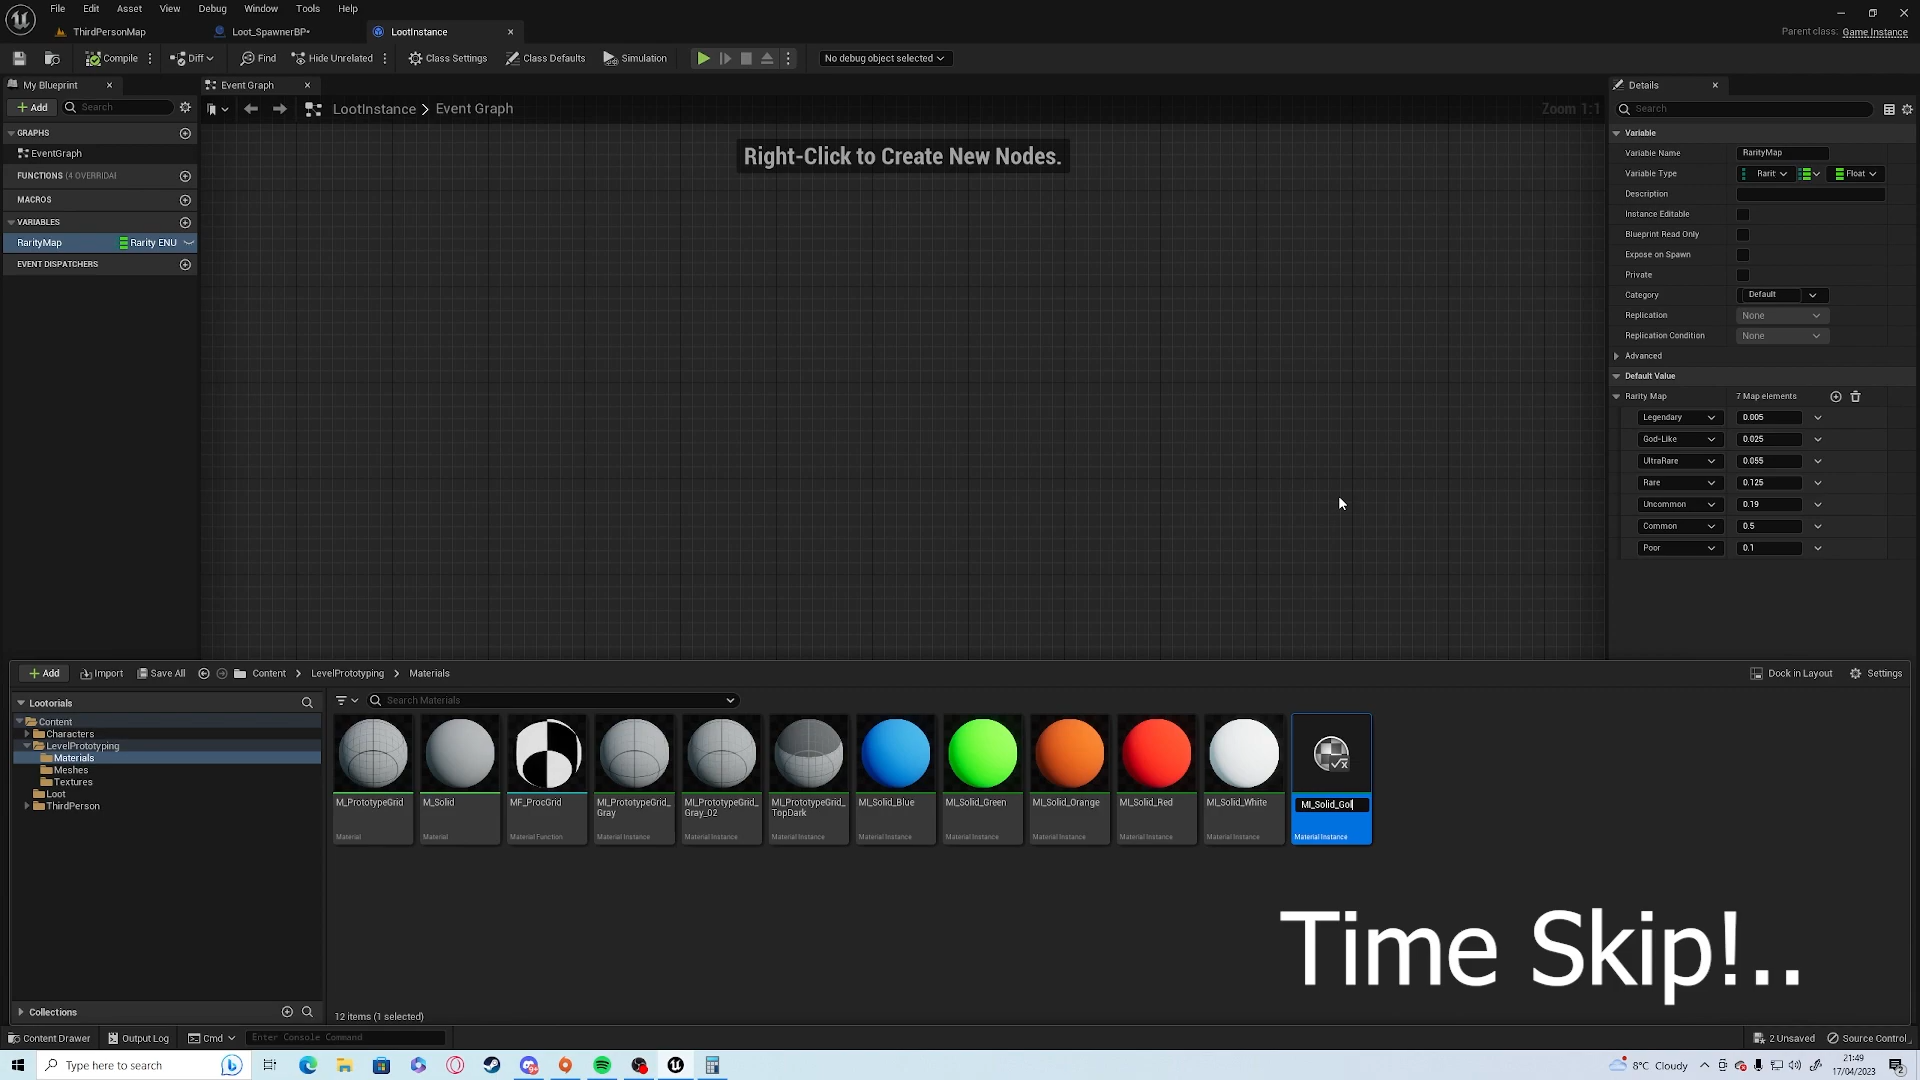 File Edit Asset View Debug Window Tools Help
ThirdPersonMap Loot_SpawnerBP* LootInstance
Parent class: Game Instance
Compile Diff Find Hide Unrelated Class Settings Class Defaults Simulation No debug object selected
My Blueprint
Event Graph
Details
Add Search
LootInstance > Event Graph
Zoom 1:1
Search
Right-Click to Create New Nodes.
GRAPHS
EventGraph
FUNCTIONS (4 OVERRIDAI
MACROS
VARIABLES
RarityMap Rarity ENU
EVENT DISPATCHERS
Variable
Variable Name RarityMap
Variable Type Rarit Float
Description
Instance Editable
Blueprint Read Only
Expose on Spawn
Private
Category Default
Replication None
Replication Condition None
Advanced
Default Value
Rarity Map 7 Map elements
Legendary 0.005
God-Like 0.025
UltraRare 0.055
Rare 0.125
Uncommon 0.19
Common 0.5
Poor 0.1
Add Import Save All Content > LevelPrototyping > Materials
Dock in Layout Settings
Lootorials
Content
Characters
LevelPrototyping
Materials
Meshes
Textures
Loot
ThirdPerson
Collections
Search Materials
M_PrototypeGrid
Material
M_Solid
Material
MF_ProcGrid
Material Function
MI_PrototypeGrid_
Gray
Material Instance
MI_PrototypeGrid_
Gray_02
Material Instance
MI_PrototypeGrid_
TopDark
Material Instance
MI_Solid_Blue
Material Instance
MI_Solid_Green
Material Instance
MI_Solid_Orange
Material Instance
MI_Solid_Red
Material Instance
MI_Solid_White
Material Instance
MI_Solid_Gol
Material Instance
Time Skip!..
12 items (1 selected)
Content Drawer Output Log Cmd Enter Console Command
2 Unsaved Source Control
Type here to search
8°C Cloudy
21:49
17/04/2023
2